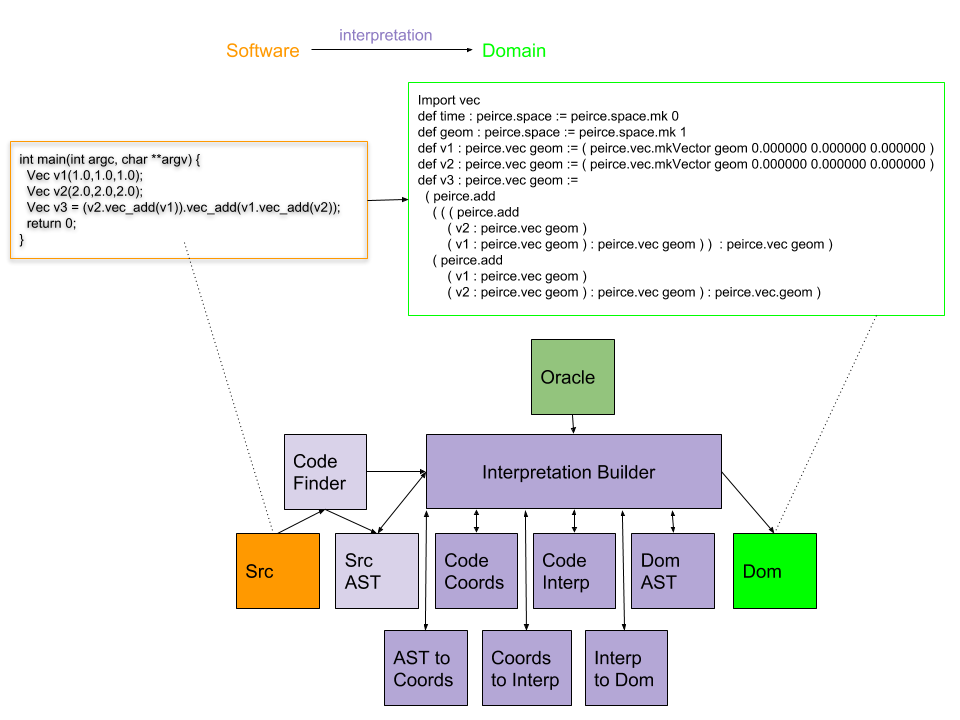 interpretation
Software
Domain
int main(int argc, char **argv) {
Vec v1(1.0,1.0,1.0);
Vec v2(2.0,2.0,2.0);
Vec v3 = (v2.vec_add(v1)).vec_add(v1.vec_add(v2));
return 0;
}
Import vec
def time : peirce.space := peirce.space.mk 0
def geom : peirce.space := peirce.space.mk 1
def v1 : peirce.vec geom := ( peirce.vec.mkVector geom 0.000000 0.000000 0.000000 )
def v2 : peirce.vec geom := ( peirce.vec.mkVector geom 0.000000 0.000000 0.000000 )
def v3 : peirce.vec geom :=
( peirce.add
( ( ( peirce.add
( v2 : peirce.vec geom )
( v1 : peirce.vec geom ) : peirce.vec geom ) ) : peirce.vec geom )
( peirce.add
( v1 : peirce.vec geom )
( v2 : peirce.vec geom ) : peirce.vec geom ) : peirce.vec.geom )
Oracle
Code
Finder
Interpretation Builder
Src
Src
AST
Code
Coords
Code
Interp
Dom
AST
Dom
AST to
Coords
Coords
to Interp
Interp
to Dom